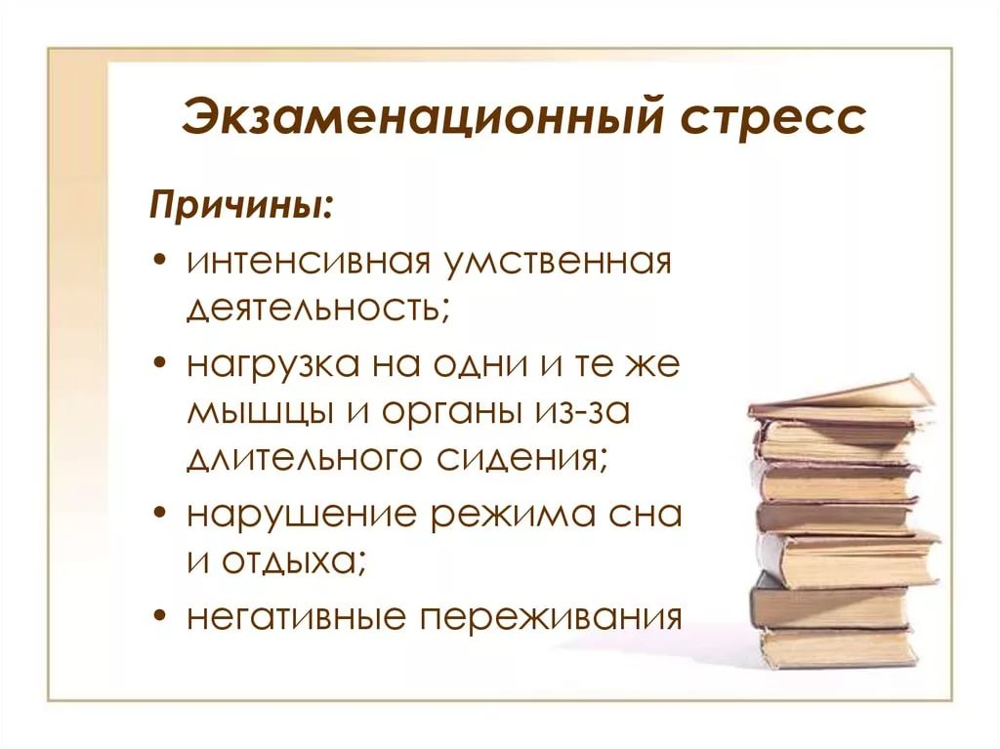 Экзаменационный стресс
Причины:
• интенсивная умственная
деятельность;
• нагрузка на одни и те же
мышцы и органы из-за
длительного сидения;
• нарушение режима сна
и отдыха;
• негативные переживания